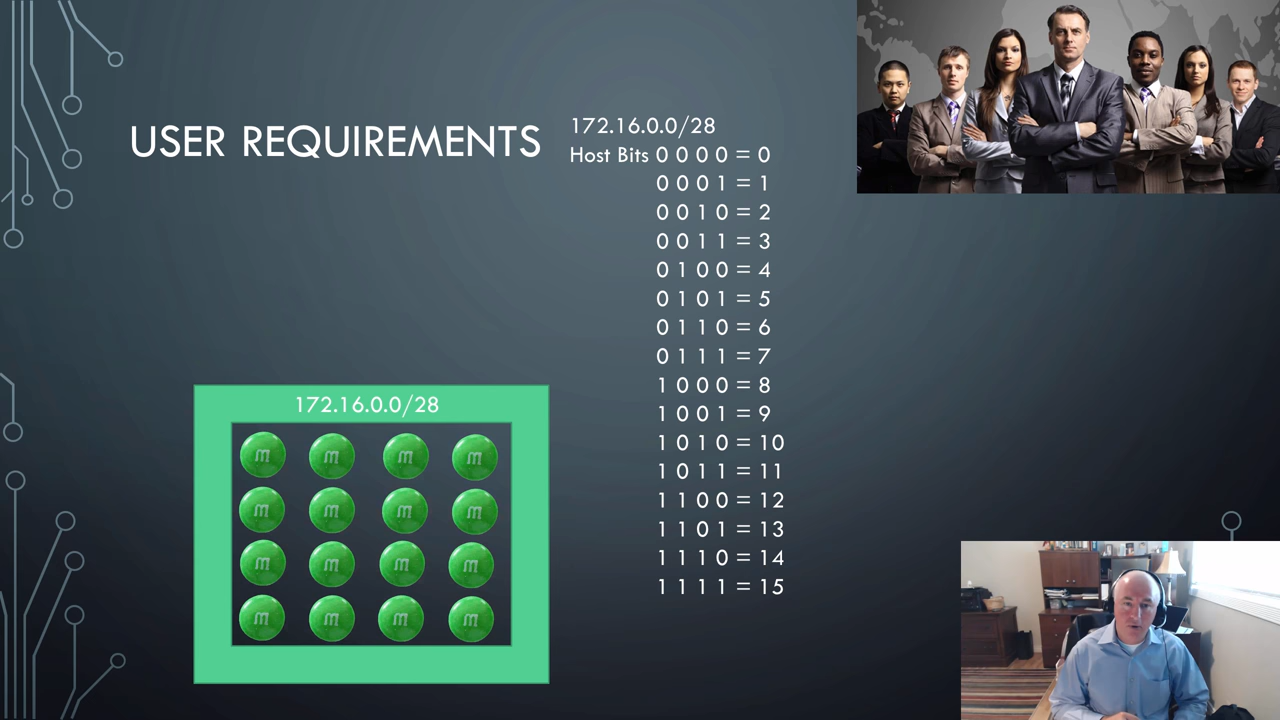 USER REQUIREMENTS
172.16.0.0/28
Host Bits 0 0 0 0 = 0
0 0 0 1 = 1
0 0 1 0 = 2
0 0 1 1 = 3
0 1 0 0 = 4
0 1 0 1 = 5
0 1 1 0 = 6
0 1 1 1 = 7
1 0 0 0 = 8
1 0 0 1 = 9
1 0 1 0 = 10
1 0 1 1 = 11
1 1 0 0 = 12
1 1 0 1 = 13
1 1 1 0 = 14
1 1 1 1 = 15
172.16.0.0/28
m m m m
m m m m
m m m m
m m m m